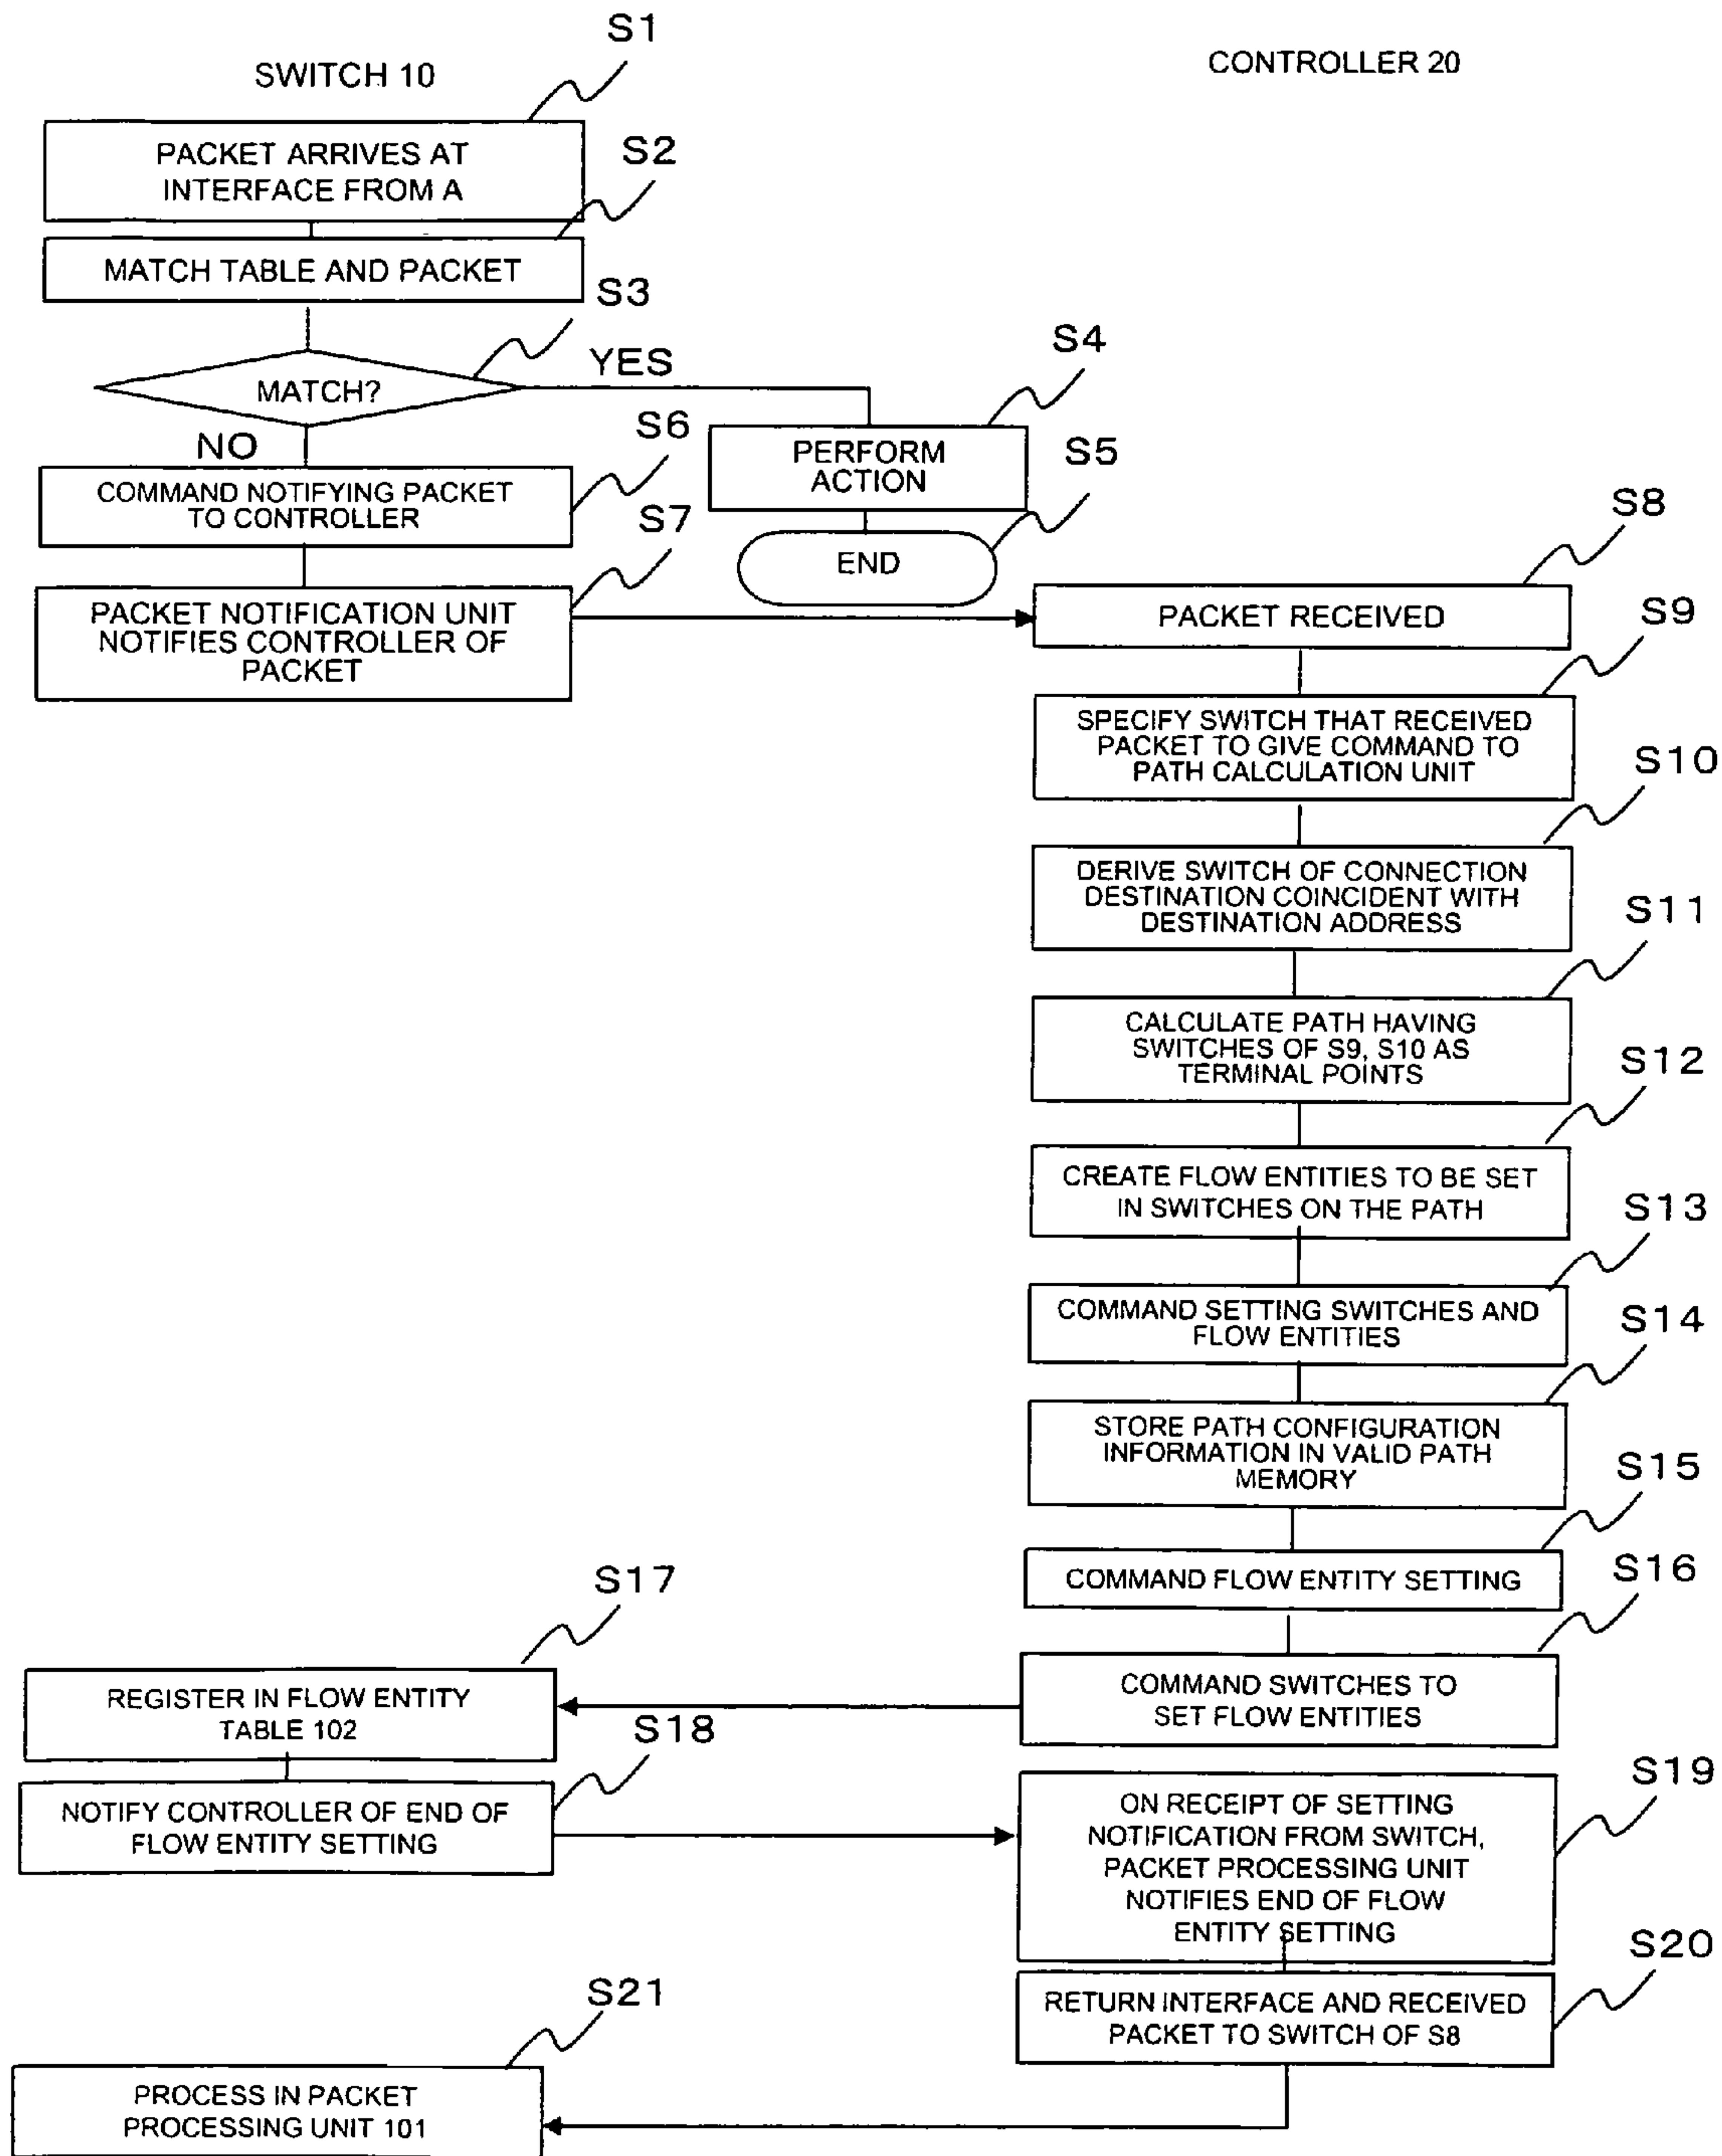 S1
SWITCH 10
CONTROLLER 20
PACKET ARRIVES AT
INTERFACE FROM A
S2
MATCH TABLE AND PACKET
S3
MATCH?
YES
NO
S4
PERFORM
ACTION
S5
END
S6
COMMAND NOTIFYING PACKET
TO CONTROLLER
S7
PACKET NOTIFICATION UNIT
NOTIFIES CONTROLLER OF
PACKET
S8
PACKET RECEIVED
S9
SPECIFY SWITCH THAT RECEIVED
PACKET TO GIVE COMMAND TO
PATH CALCULATION UNIT
S10
DERIVE SWITCH OF CONNECTION
DESTINATION COINCIDENT WITH
DESTINATION ADDRESS
S11
CALCULATE PATH HAVING
SWITCHES OF S9, S10 AS
TERMINAL POINTS
S12
CREATE FLOW ENTITIES TO BE SET
IN SWITCHES ON THE PATH
S13
COMMAND SETTING SWITCHES AND
FLOW ENTITIES
S14
STORE PATH CONFIGURATION
INFORMATION IN VALID PATH
MEMORY
S15
COMMAND FLOW ENTITY SETTING
S16
COMMAND SWITCHES TO
SET FLOW ENTITIES
S17
REGISTER IN FLOW ENTITY
TABLE 102
S18
NOTIFY CONTROLLER OF END OF
FLOW ENTITY SETTING
S19
ON RECEIPT OF SETTING
NOTIFICATION FROM SWITCH,
PACKET PROCESSING UNIT
NOTIFIES END OF FLOW
ENTITY SETTING
S20
RETURN INTERFACE AND RECEIVED
PACKET TO SWITCH OF S8
S21
PROCESS IN PACKET
PROCESSING UNIT 101